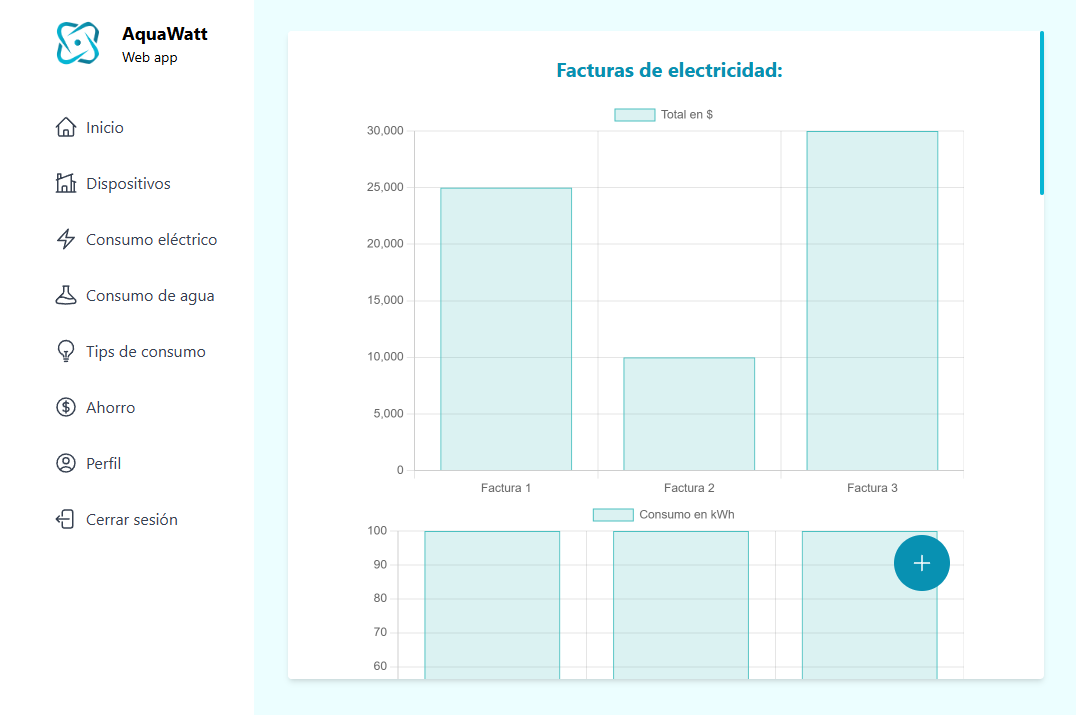 AquaWatt
Web app
Inicio
Dispositivos
Consumo eléctrico
Consumo de agua
Tips de consumo
Ahorro
Perfil
Cerrar sesión
Facturas de electricidad:
Total en $
30,000
25,000
20,000
15,000
10,000
5,000
0
Factura 1 Factura 2 Factura 3
Consumo en kWh
100
90
80
70
60